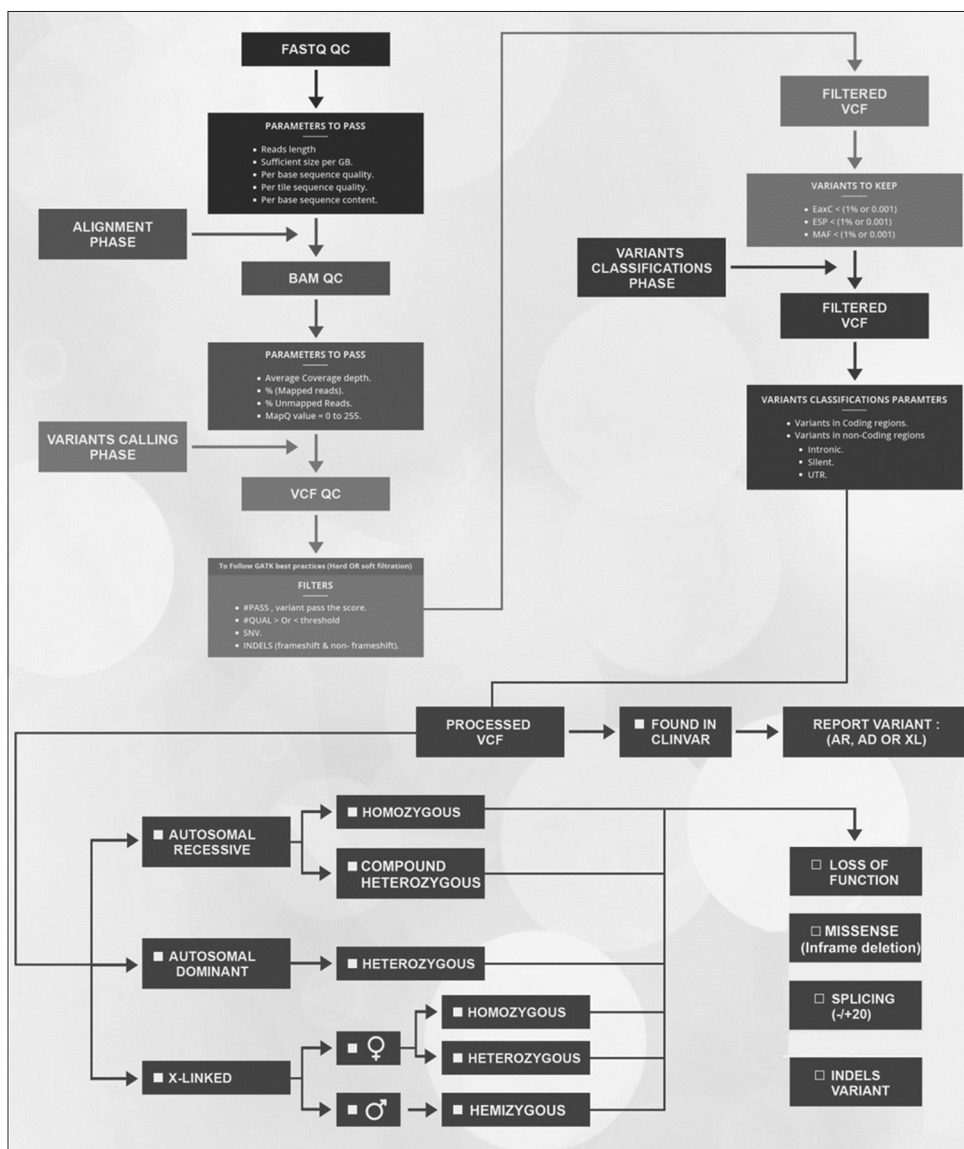 FASTQ QC
PARAMETERS TO PASS
• Reads length
• Sufficient size per GB.
• Per base sequence quality.
• Per tile sequence quality.
• Per base sequence content.
ALIGNMENT
PHASE
BAM QC
PARAMETERS TO PASS
• Average Coverage depth.
• % (Mapped reads).
• % Unmapped Reads.
• MapQ value = 0 to 255.
VARIANTS CALLING
PHASE
VCF QC
To Follow GATK best practices (Hard OR soft filtration)
FILTERS
• #PASS , variant pass the score.
• #QUAL > Or < threshold
• SNV.
• INDELS (frameshift & non- frameshift).
FILTERED
VCF
VARIANTS TO KEEP
• EaxC < (1% or 0.001)
• ESP < (1% or 0.001)
• MAF < (1% or 0.001)
VARIANTS
CLASSIFICATIONS
PHASE
FILTERED
VCF
VARIANTS CLASSIFICATIONS PARAMTERS
• Variants in Coding regions.
• Variants in non-Coding regions
• Intronic.
• Silent.
• UTR.
PROCESSED
VCF
FOUND IN
CLINVAR
REPORT VARIANT :
(AR, AD OR XL)
AUTOSOMAL
RECESSIVE
HOMOZYGOUS
COMPOUND
HETEROZYGOUS
AUTOSOMAL
DOMINANT
HETEROZYGOUS
X-LINKED
♀
HOMOZYGOUS
HETEROZYGOUS
♂
HEMIZYGOUS
LOSS OF
FUNCTION
MISSENSE
(Inframe deletion)
SPLICING
(-/+20)
INDELS
VARIANT